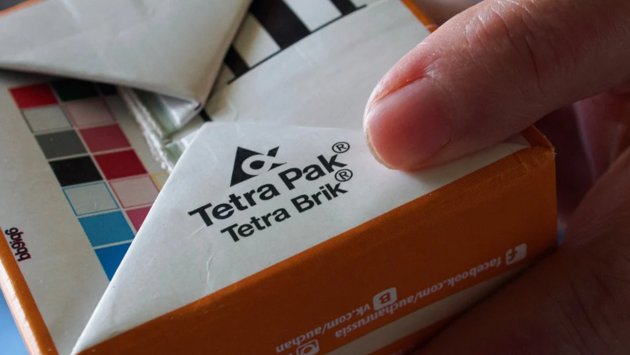 Tetra Pak®
Tetra Brik®
facebook.com/auchanrussia
vk.com/auchan